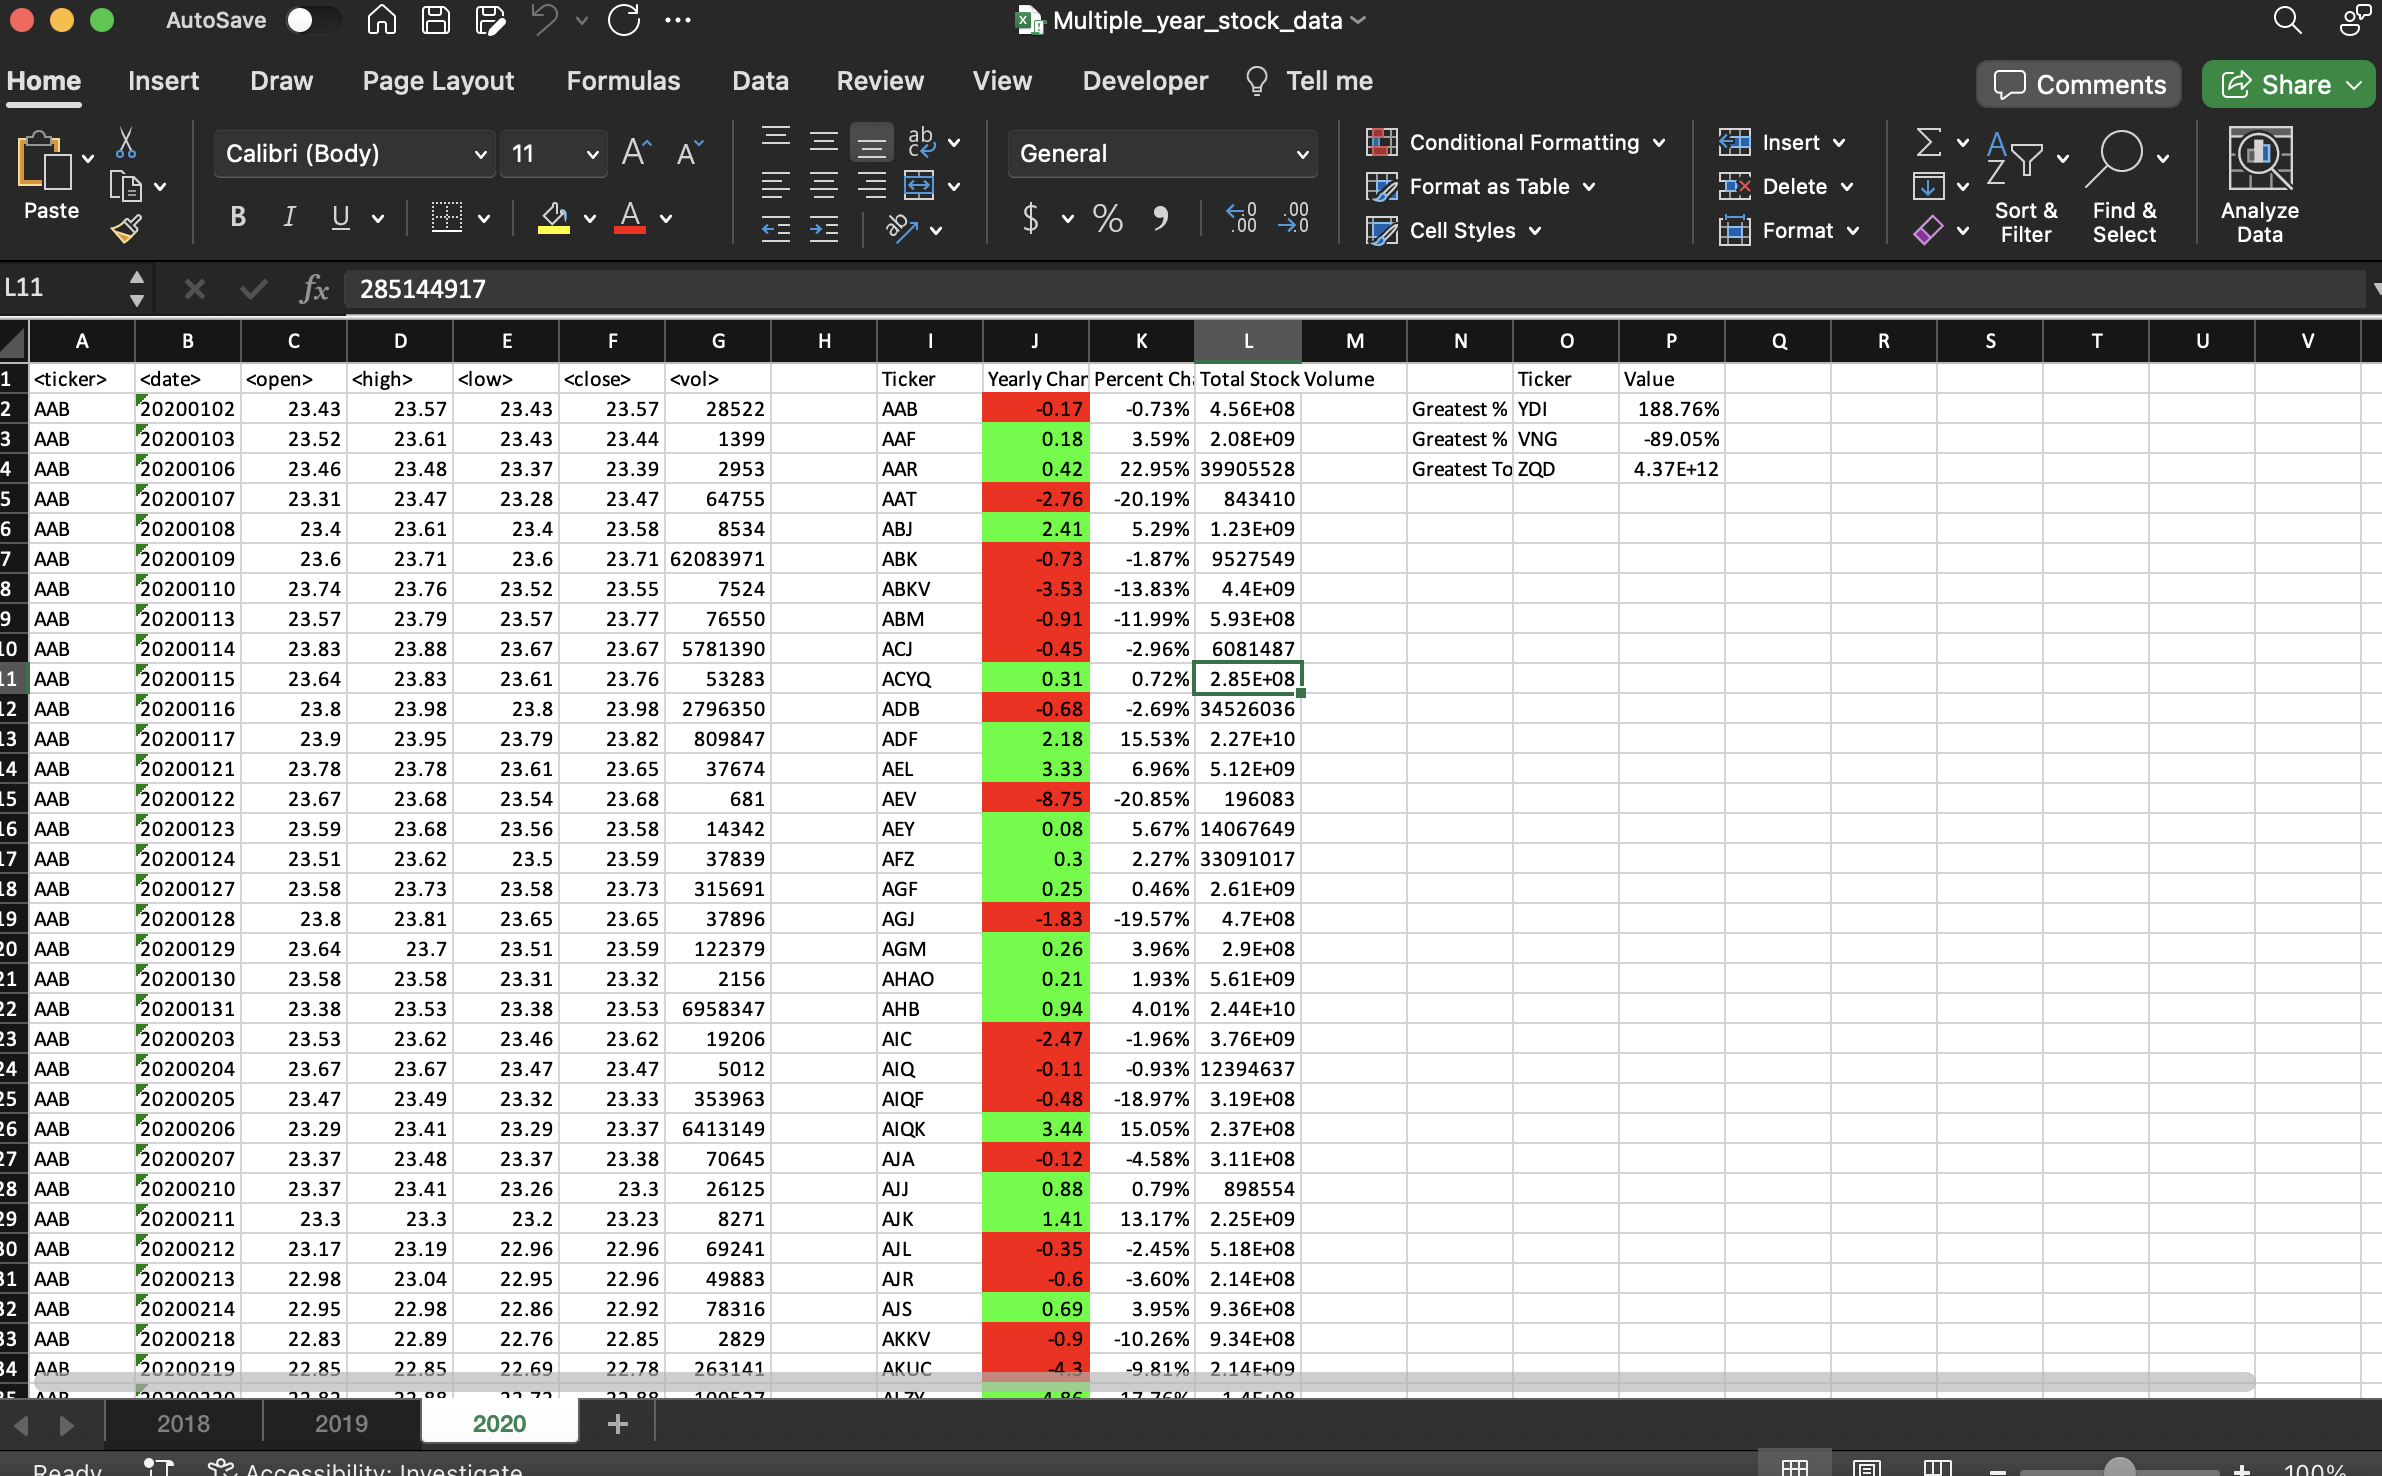 AutoSave Multiple_year_stock_data
Home Insert Draw Page Layout Formulas Data Review View Developer Tell me Comments Share
Paste Calibri (Body) 11 General Conditional Formatting Format as Table Cell Styles Insert Delete Format Sort & Filter Find & Select Analyze Data
L11 fx 285144917
A B C D E F G H I J K L M N O P Q R S T U V
1 <ticker> <date> <open> <high> <low> <close> <vol> Ticker Yearly Char Percent Ch Total Stock Volume Ticker Value
2 AAB 20200102 23.43 23.57 23.43 23.57 28522 AAB -0.17 -0.73% 4.56E+08 Greatest % YDI 188.76%
3 AAB 20200103 23.52 23.61 23.43 23.44 1399 AAF 0.18 3.59% 2.08E+09 Greatest % VNG -89.05%
4 AAB 20200106 23.46 23.48 23.37 23.39 2953 AAR 0.42 22.95% 39905528 Greatest To ZQD 4.37E+12
5 AAB 20200107 23.31 23.47 23.28 23.47 64755 AAT -2.76 -20.19% 843410
6 AAB 20200108 23.4 23.61 23.4 23.58 8534 ABJ 2.41 5.29% 1.23E+09
7 AAB 20200109 23.6 23.71 23.6 23.71 62083971 ABK -0.73 -1.87% 9527549
8 AAB 20200110 23.74 23.76 23.52 23.55 7524 ABKV -3.53 -13.83% 4.4E+09
9 AAB 20200113 23.57 23.79 23.57 23.77 76550 ABM -0.91 -11.99% 5.93E+08
10 AAB 20200114 23.83 23.88 23.67 23.67 5781390 ACJ -0.45 -2.96% 6081487
11 AAB 20200115 23.64 23.83 23.61 23.76 53283 ACYQ 0.31 0.72% 2.85E+08
12 AAB 20200116 23.8 23.98 23.8 23.98 2796350 ADB -0.68 -2.69% 34526036
13 AAB 20200117 23.9 23.95 23.79 23.82 809847 ADF 2.18 15.53% 2.27E+10
14 AAB 20200121 23.78 23.78 23.61 23.65 37674 AEL 3.33 6.96% 5.12E+09
15 AAB 20200122 23.67 23.68 23.54 23.68 681 AEV -8.75 -20.85% 196083
16 AAB 20200123 23.59 23.68 23.56 23.58 14342 AEY 0.08 5.67% 14067649
17 AAB 20200124 23.51 23.62 23.5 23.59 37839 AFZ 0.3 2.27% 33091017
18 AAB 20200127 23.58 23.73 23.58 23.73 315691 AGF 0.25 0.46% 2.61E+09
19 AAB 20200128 23.8 23.81 23.65 23.65 37896 AGJ -1.83 -19.57% 4.7E+08
20 AAB 20200129 23.64 23.7 23.51 23.59 122379 AGM 0.26 3.96% 2.9E+08
21 AAB 20200130 23.58 23.58 23.31 23.32 2156 AHAO 0.21 1.93% 5.61E+09
22 AAB 20200131 23.38 23.53 23.38 23.53 6958347 AHB 0.94 4.01% 2.44E+10
23 AAB 20200203 23.53 23.62 23.46 23.62 19206 AIC -2.47 -1.96% 3.76E+09
24 AAB 20200204 23.67 23.67 23.47 23.47 5012 AIQ -0.11 -0.93% 12394637
25 AAB 20200205 23.47 23.49 23.32 23.33 353963 AIQF -0.48 -18.97% 3.19E+08
26 AAB 20200206 23.29 23.41 23.29 23.37 6413149 AIQK 3.44 15.05% 2.37E+08
27 AAB 20200207 23.37 23.48 23.37 23.38 70645 AJA -0.12 -4.58% 3.11E+08
28 AAB 20200210 23.37 23.41 23.26 23.3 26125 AJJ 0.88 0.79% 898554
29 AAB 20200211 23.3 23.3 23.2 23.23 8271 AJK 1.41 13.17% 2.25E+09
30 AAB 20200212 23.17 23.19 22.96 22.96 69241 AJL -0.35 -2.45% 5.18E+08
31 AAB 20200213 22.98 23.04 22.95 22.96 49883 AJR -0.6 -3.60% 2.14E+08
32 AAB 20200214 22.95 22.98 22.86 22.92 78316 AJS 0.69 3.95% 9.36E+08
33 AAB 20200218 22.83 22.89 22.76 22.85 2829 AKKV -0.9 -10.26% 9.34E+08
34 AAB 20200219 22.85 22.85 22.69 22.78 263141 AKUC -4.3 -9.81% 2.14E+09
2018 2019 2020
Ready Accessibility: Investigate 100%